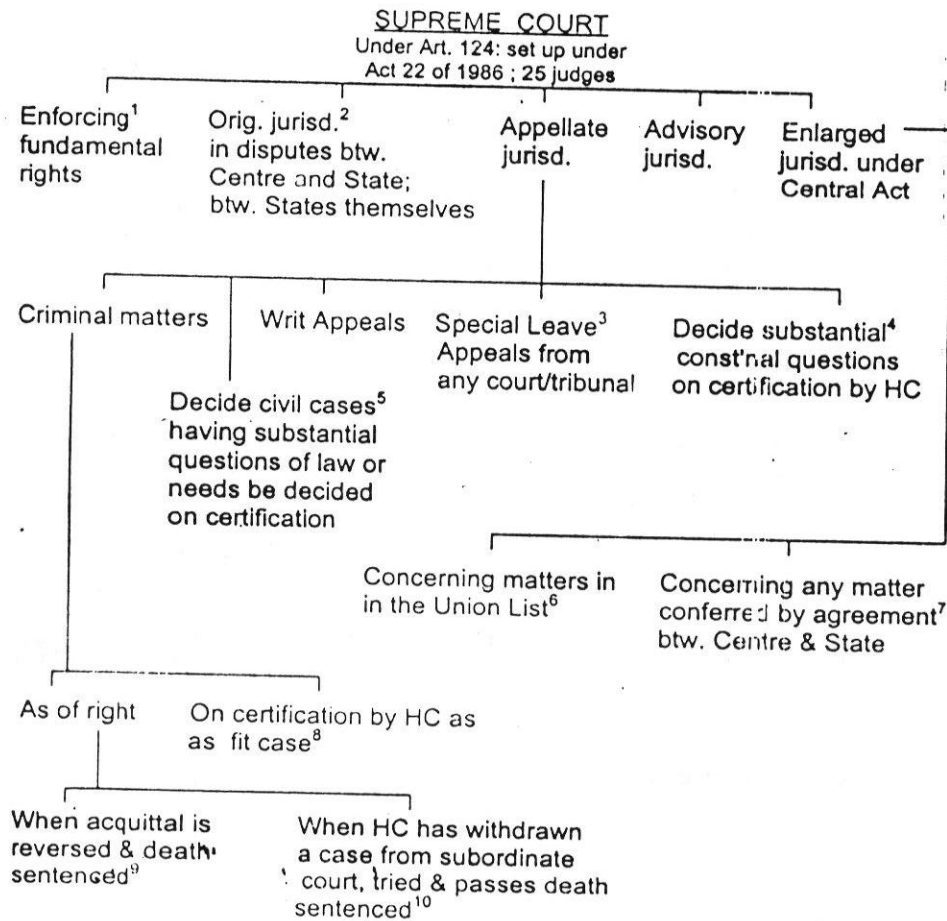 SUPREME COURT
Under Art. 124: set up under
Act 22 of 1986 ; 25 judges
Enforcing¹
fundamental
rights
Orig. jurisd.²
in disputes btw.
Centre and State;
btw. States themselves
Appellate
jurisd.
Advisory
jurisd.
Enlarged
jurisd. under
Central Act
Criminal matters
Decide civil cases⁵
having substantial
questions of law or
needs be decided
on certification
Writ Appeals
Special Leave³
Appeals from
any court/tribunal
Decide substantial⁴
const'nal questions
on certification by HC
Concerning matters in
in the Union List⁶
Concerning any matter
conferred by agreement⁷
btw. Centre & State
As of right
On certification by HC as
as fit case⁸
When acquittal is
reversed & death
sentenced⁹
When HC has withdrawn
a case from subordinate
court, tried & passes death
sentenced¹⁰